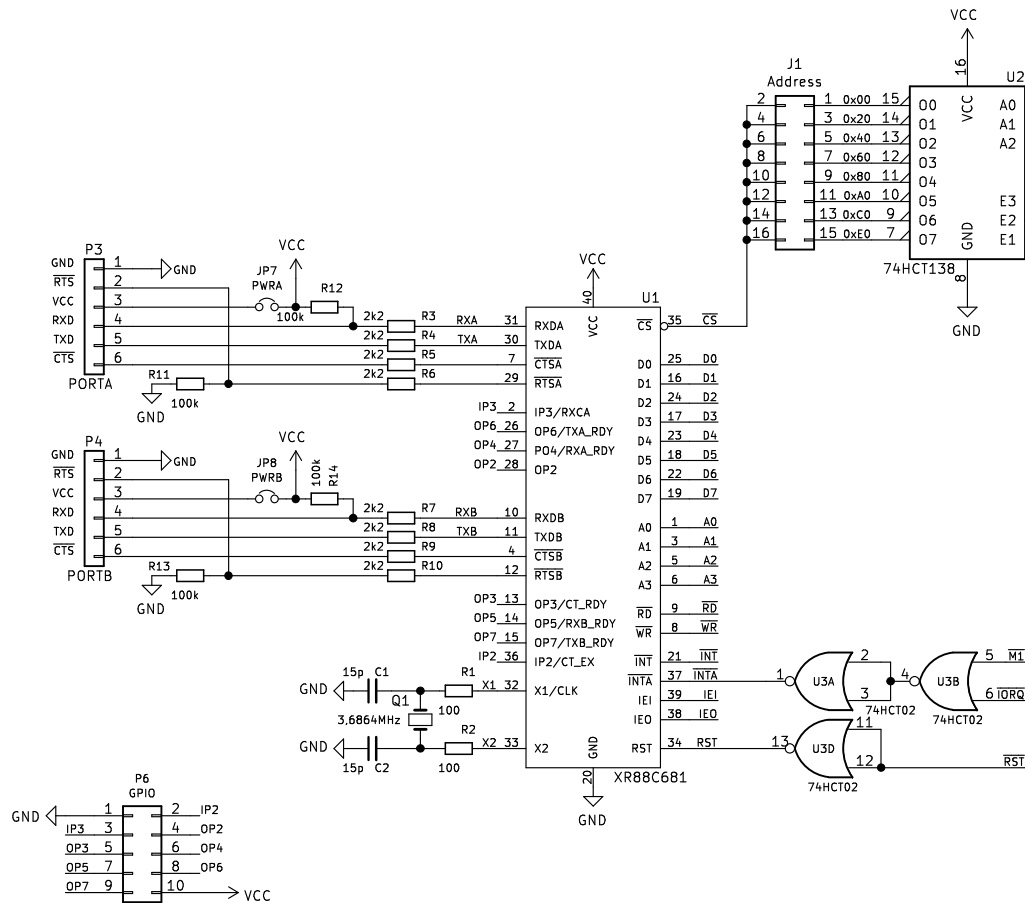 VCC
16
U2
J1
Address
2 1 0x00 15 O0 VCC A0
4 3 0x20 14 O1 A1
6 5 0x40 13 O2 A2
8 7 0x60 12 O3
10 9 0x80 11 O4
12 11 0xA0 10 O5 E3
14 13 0xC0 9 O6 GND E2
16 15 0xE0 7 O7 E1
74HCT138
8
GND
P3
GND 1 GND
RTS 2
VCC 3
RXD 4
TXD 5
CTS 6
PORTA
VCC
JP7
PWRA
R12
100k
2k2 R3 RXA 31 RXDA
2k2 R4 TXA 30 TXDA
2k2 R5 7 CTSA
2k2 R6 29 RTSA
R11
100k
GND
IP3 2 IP3/RXCA
OP6 26 OP6/TXA_RDY
OP4 27 PO4/RXA_RDY
OP2 28 OP2
P4
GND 1 GND
RTS 2
VCC 3
RXD 4
TXD 5
CTS 6
PORTB
VCC
JP8
PWRB
100k
R14
2k2 R7 RXB 10 RXDB
2k2 R8 TXB 11 TXDB
2k2 R9 4 CTSB
2k2 R10 12 RTSB
R13
100k
GND
OP3 13 OP3/CT_RDY
OP5 14 OP5/RXB_RDY
OP7 15 OP7/TXB_RDY
IP2 36 IP2/CT_EX
15p C1 R1
GND 100 X1 32 X1/CLK
Q1
3,6864MHz
R2
GND 100 X2 33 X2
15p C2
VCC
40
U1
VCC
CS 35 CS
D0 25 D0
D1 16 D1
D2 24 D2
D3 17 D3
D4 23 D4
D5 18 D5
D6 22 D6
D7 19 D7
A0 1 A0
A1 3 A1
A2 5 A2
A3 6 A3
RD 9 RD
WR 8 WR
INT 21 INT
INTA 37 INTA
IEI 39 IEI
IEO 38 IEO
RST 34 RST
GND
20
XR88C681
GND
1 U3A 2
3
74HCT02
4 U3B 5 M1
6 IORQ
74HCT02
13 U3D 11
12 RST
74HCT02
P6
GPIO
GND 1 2 IP2
IP3 3 4 OP2
OP3 5 6 OP4
OP5 7 8 OP6
OP7 9 10 VCC